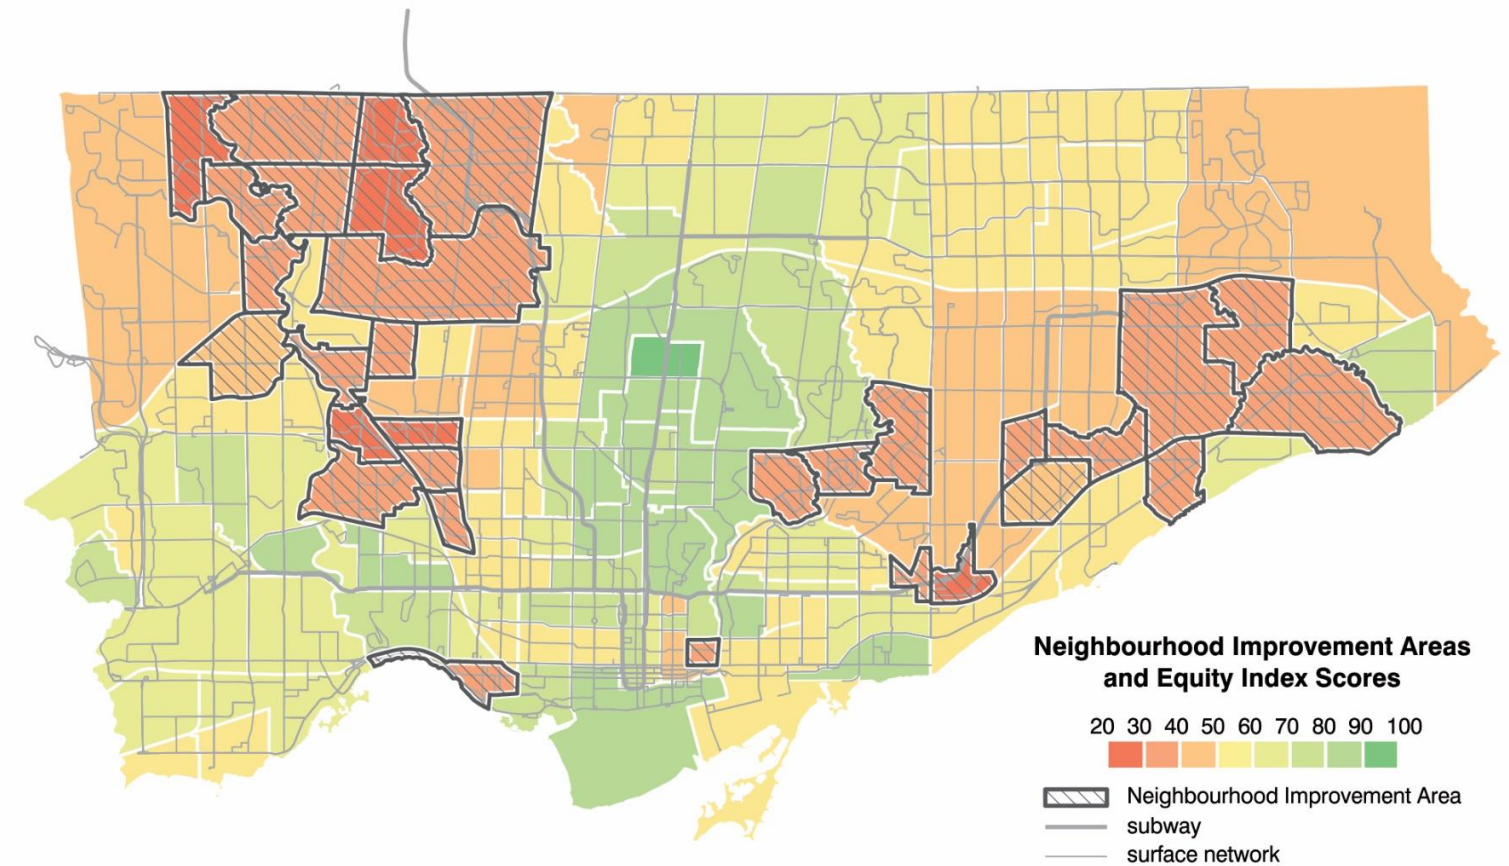 Neighbourhood Improvement Areas
and Equity Index Scores
20 30 40 50 60 70 80 90 100
Neighbourhood Improvement Area
subway
surface network